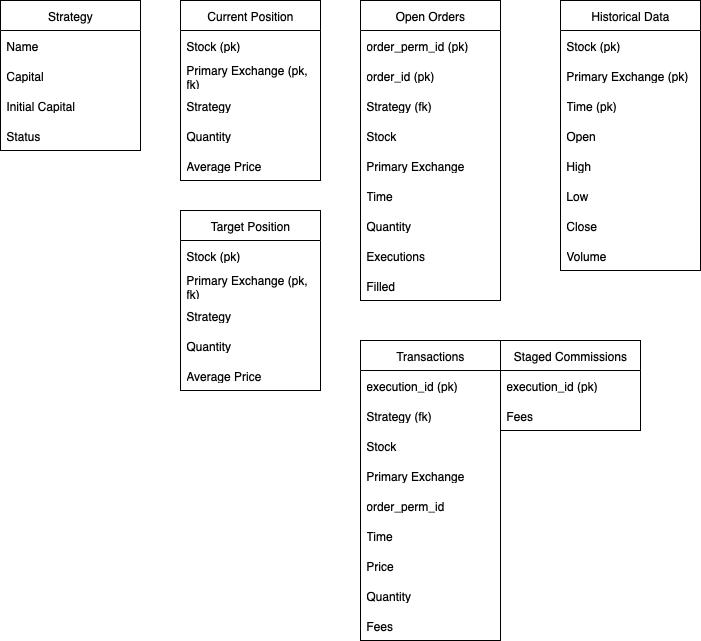 Strategy
Name
Capital
Initial Capital
Status
Current Position
Stock (pk)
Primary Exchange (pk,
fk)
Strategy
Quantity
Average Price
Target Position
Stock (pk)
Primary Exchange (pk,
fk)
Strategy
Quantity
Average Price
Open Orders
order_perm_id (pk)
order_id (pk)
Strategy (fk)
Stock
Primary Exchange
Time
Quantity
Executions
Filled
Historical Data
Stock (pk)
Primary Exchange (pk)
Time (pk)
Open
High
Low
Close
Volume
Transactions
execution_id (pk)
Strategy (fk)
Stock
Primary Exchange
order_perm_id
Time
Price
Quantity
Fees
Staged Commissions
execution_id (pk)
Fees